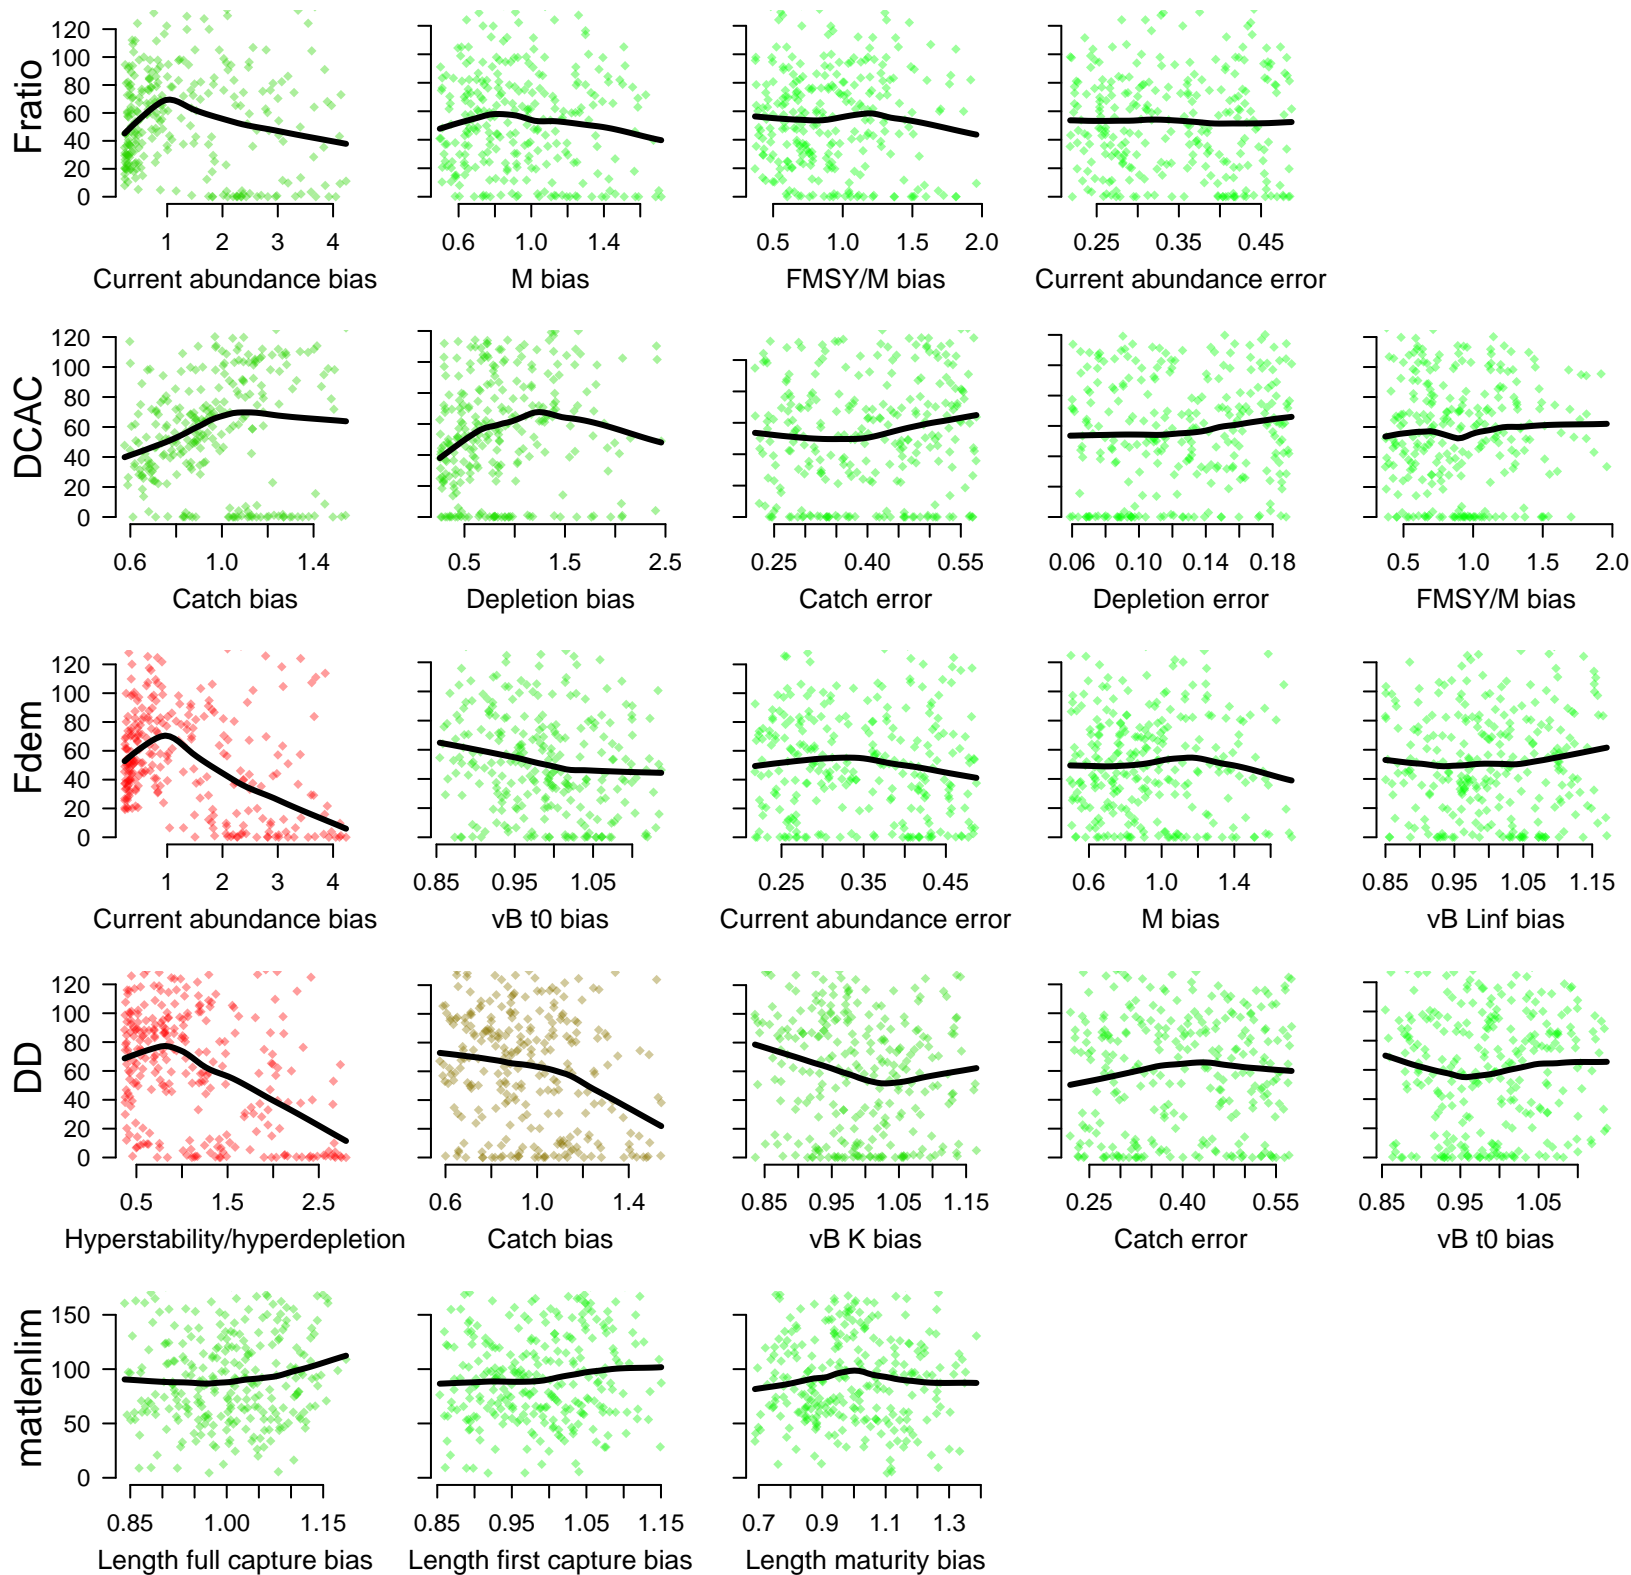 Fratio
120
100
80
60
40
20
0
1 2 3 4
0.6 1.0 1.4
0.5 1.0 1.5 2.0
0.25 0.35 0.45
Current abundance bias
M bias
FMSY/M bias
Current abundance error
DCAC
120
100
80
60
40
20
0
0.6 1.0 1.4
0.5 1.5 2.5
0.25 0.40 0.55
0.06 0.10 0.14 0.18
0.5 1.0 1.5 2.0
Catch bias
Depletion bias
Catch error
Depletion error
FMSY/M bias
Fdem
120
100
80
60
40
20
0
1 2 3 4
0.85 0.95 1.05
0.25 0.35 0.45
0.6 1.0 1.4
0.85 0.95 1.05 1.15
Current abundance bias
vB t0 bias
Current abundance error
M bias
vB Linf bias
DD
120
100
80
60
40
20
0
0.5 1.5 2.5
0.6 1.0 1.4
0.85 0.95 1.05 1.15
0.25 0.40 0.55
0.85 0.95 1.05
Hyperstability/hyperdepletion
Catch bias
vB K bias
Catch error
vB t0 bias
matlenlim
150
100
50
0
0.85 1.00 1.15
0.85 0.95 1.05 1.15
0.7 0.9 1.1 1.3
Length full capture bias
Length first capture bias
Length maturity bias